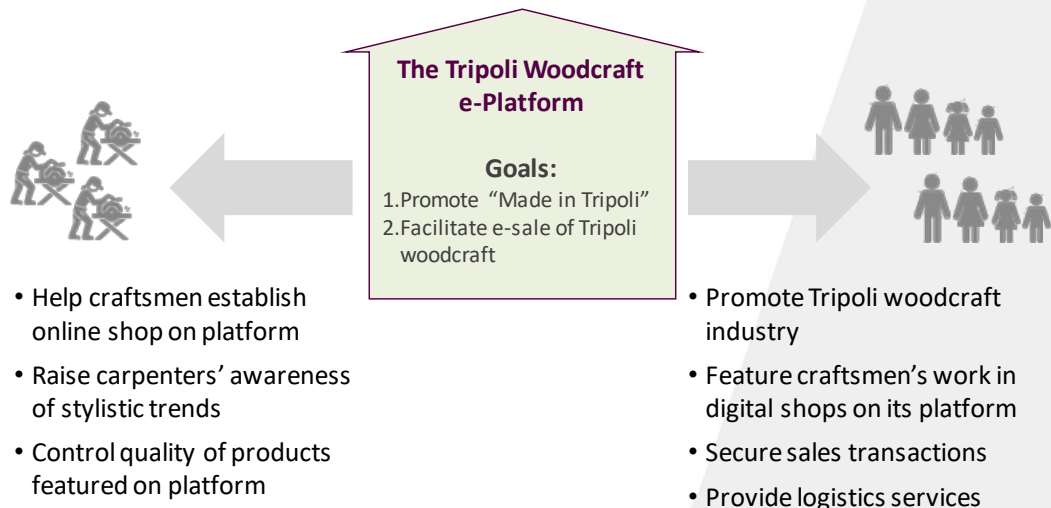 The Tripoli Woodcraft
e-Platform
Goals:
1.Promote “Made in Tripoli”
2.Facilitate e-sale of Tripoli
woodcraft
• Help craftsmen establish
online shop on platform
• Raise carpenters’ awareness
of stylistic trends
• Control quality of products
featured on platform
• Promote Tripoli woodcraft
industry
• Feature craftsmen’s work in
digital shops on its platform
• Secure sales transactions
• Provide logistics services